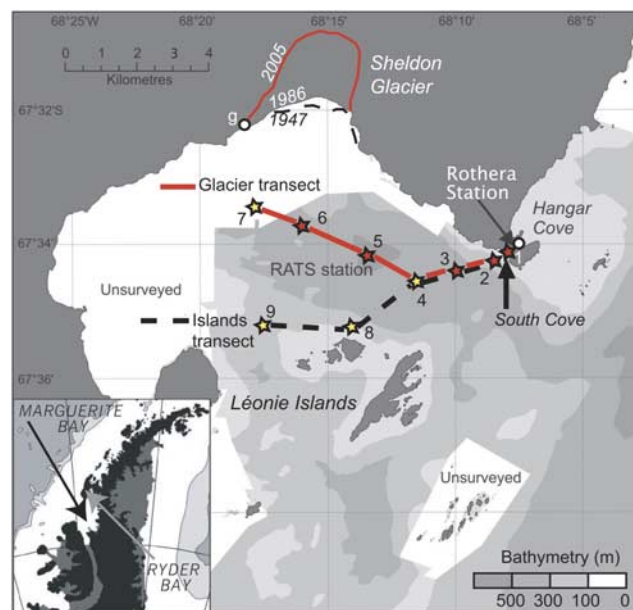 68°25'W
68°20'
68°15'
68°10'
68°5'
0 1 2 3 4
Kilometres
67°32'S
2005
1986
1947
g
Sheldon
Glacier
Glacier transect
Rothera
Station
Hangar
Cove
67°34'
7
6
5
4
3
2
RATS station
Unsurveyed
9
8
Islands
transect
South Cove
67°36'
Léonie Islands
MARGUERITE
BAY
RYDER
BAY
Unsurveyed
Bathymetry (m)
500 300 100 0